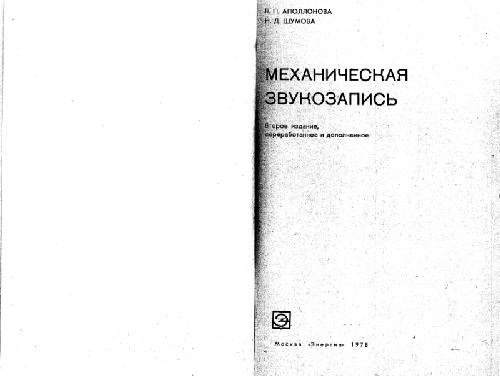 Л. П. АПОЛЛОНОВА
Н. Д. ШУМОВА
МЕХАНИЧЕСКАЯ
ЗВУКОЗАПИСЬ
Второе издание,
переработанное и дополненное
Москва «Энергия» 1978